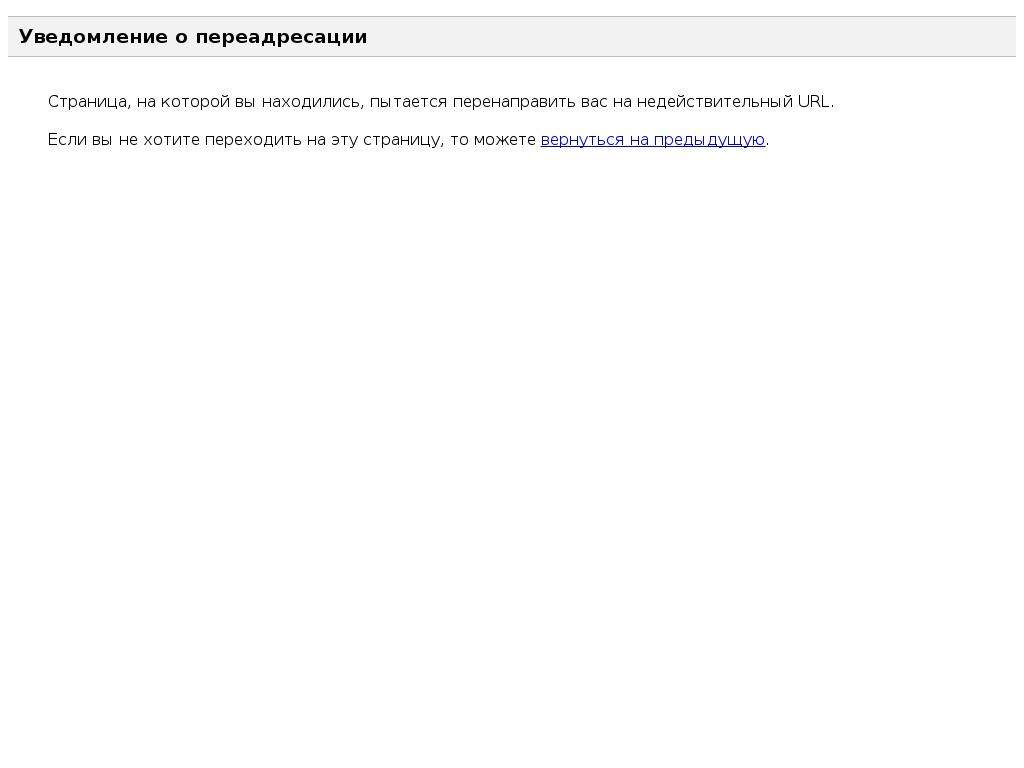 Уведомление о переадресации
Страница, на которой вы находились, пытается перенаправить вас на недействительный URL.
Если вы не хотите переходить на эту страницу, то можете вернуться на предыдущую.